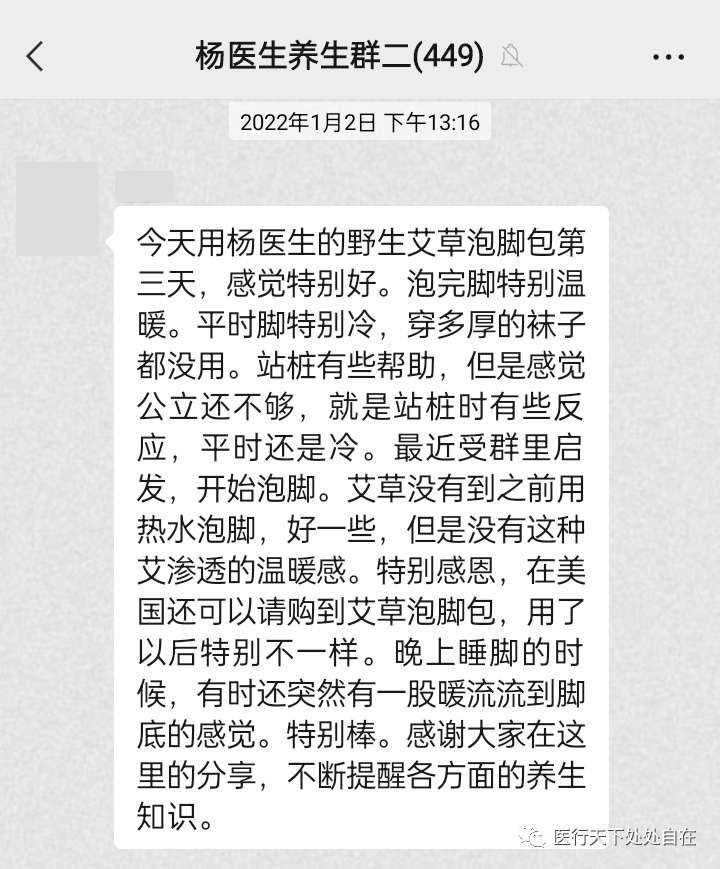 杨医生养生群二(449)
2022年1月2日 下午13:16
今天用杨医生的野生艾草泡脚包第
三天，感觉特别好。泡完脚特别温
暖。平时脚特别冷，穿多厚的袜子
都没用。站桩有些帮助，但是感觉
公立还不够，就是站桩时有些反
应，平时还是冷。最近受群里启
发，开始泡脚。艾草没有到之前用
热水泡脚，好一些，但是没有这种
艾渗透的温暖感。特别感恩，在美
国还可以请购到艾草泡脚包，用了
以后特别不一样。晚上睡脚的时
候，有时还突然有一股暖流流到脚
底的感觉。特别棒。感谢大家在这
里的分享，不断提醒各方面的养生
知识。
医行天下处处自在